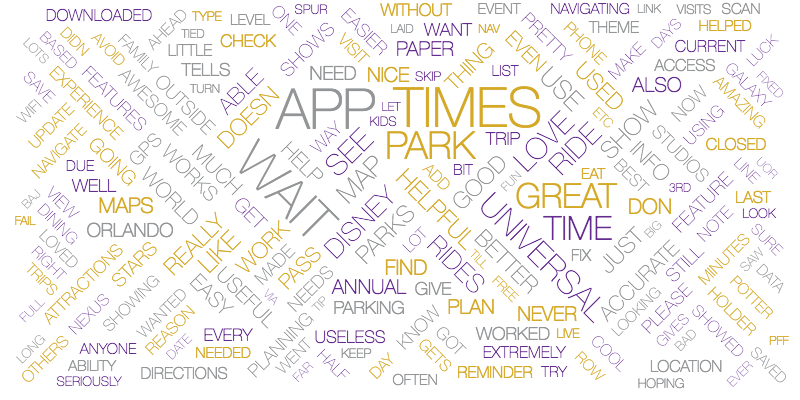 DOWNLOADED
TYPE
LEVEL
ONE
SPUR
WITHOUT
EVENT
NAVIGATING
LINK
VISITS
SCAN
LOTS
DIDN
AVOID
FAMILY
AHEAD
TIED
LITTLE
CHECK
SHOWS
EASIER
LAID
WANT
NAV
PRETTY
THEME
DAYS
HELPED
LUCK
BASED
TELLS
TURN
VISIT
PAPER
THING
EVEN
PHONE
MAKE
CURRENT
SAVE
FEATURES
AWESOME
OUTSIDE
ABLE
NEED
NICE
SKIP
LIST
USE
USED
ALSO
ACCESS
GALAXY
FIXED
WIFI
EXPERIENCE
DOESN
APP
TIMES
LET
KIDS
ETC
NOW
AMAZING
UPDATE
NAVIGATE
GOING
GPS
WORKS
MUCH
WAIT
HELP
WAY
SEE
PARK
TRIP
LOVE
RIDE
SHOW
INFO
STUDIOS
USING
CLOSED
DUE
WELL
WORLD
GET
MAP
ADD
BIT
GOOD
FUN
EAT
IOS
BEST
3RD
FEATURE
LINE
UOR
BAJ
VIEW
MAPS
ORLANDO
DISNEY
PARKS
HELPFUL
UNIVERSAL
GREAT
TIME
DON
BIG
LAST
LOOK
NOTE
SURE
FAIL
DINING
LOVED
RIGHT
TRIPS
ATTRACTIONS
STARS
REALLY
LIKE
WORK
PASS
LOT
RIDES
BETTER
TILL
FREE
FIX
JUST
ACCURATE
STILL
MINUTES
SAW
DATA
FULL
NEXUS
SHOWING
WANTED
EASY
USEFUL
MADE
NEEDS
VIA
TIP
FIND
ANNUAL
GIVE
PARKING
PLAN
NEVER
LOOKING
PLEASE
GIVES
BAD
SHOWED
HOLDER
POTTER
LONG
OTHERS
ANYONE
ABILITY
SERIOUSLY
REASON
DATE
EVERY
NEEDED
DIRECTIONS
PLANNING
WENT
FAR
HALF
USELESS
KEEP
DAY
KNOW
OFTEN
GETS
GOT
WORKED
LIVE
EXTREMELY
REMINDER
TRY
ROW
COOL
LOCATION
HOPING
EVER
SAVED
PFF